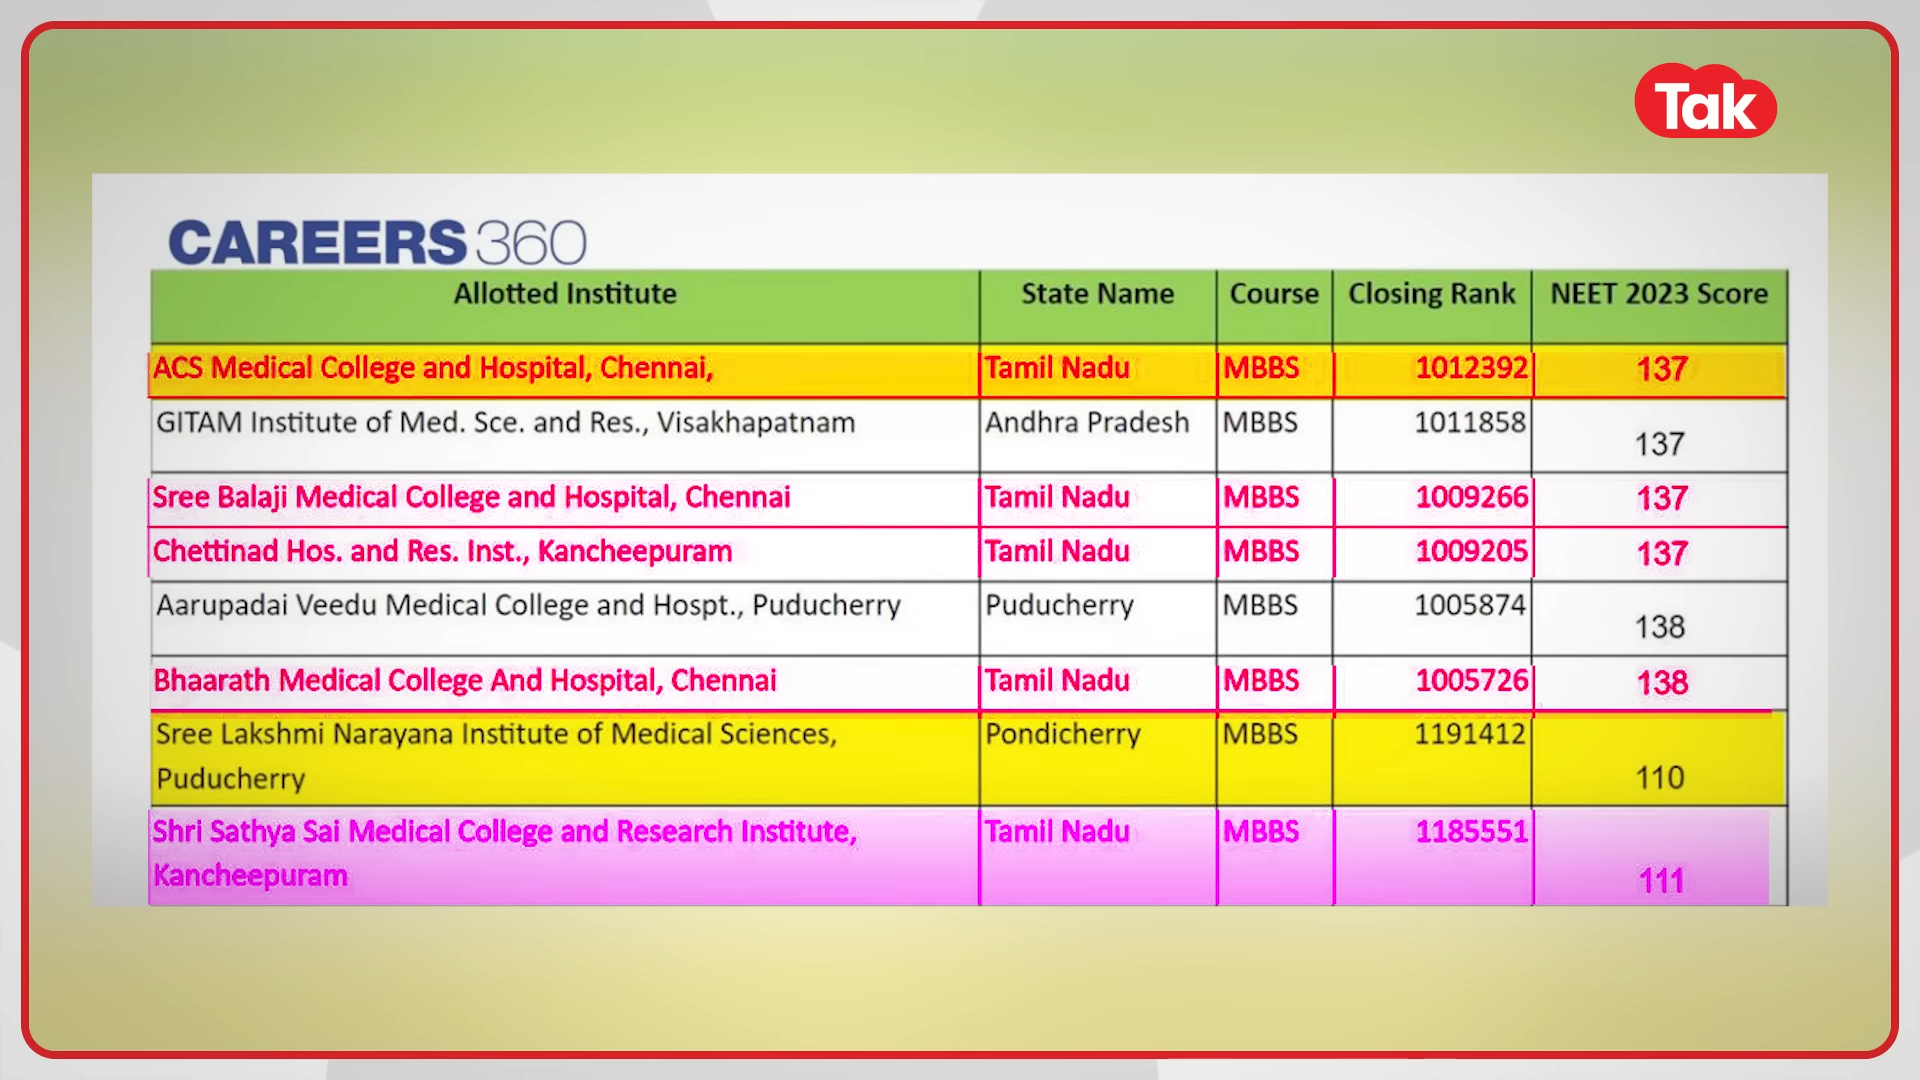 Tak
CAREERS360
Allotted Institute State Name Course Closing Rank NEET 2023 Score
ACS Medical College and Hospital, Chennai, Tamil Nadu MBBS 1012392 137
GITAM Institute of Med. Sce. and Res., Visakhapatnam Andhra Pradesh MBBS 1011858 137
Sree Balaji Medical College and Hospital, Chennai Tamil Nadu MBBS 1009266 137
Chettinad Hos. and Res. Inst., Kancheepuram Tamil Nadu MBBS 1009205 137
Aarupadai Veedu Medical College and Hospt., Puducherry Puducherry MBBS 1005874 138
Bhaarath Medical College And Hospital, Chennai Tamil Nadu MBBS 1005726 138
Sree Lakshmi Narayana Institute of Medical Sciences, Pondicherry MBBS 1191412
Puducherry 110
Shri Sathya Sai Medical College and Research Institute, Tamil Nadu MBBS 1185551
Kancheepuram 111